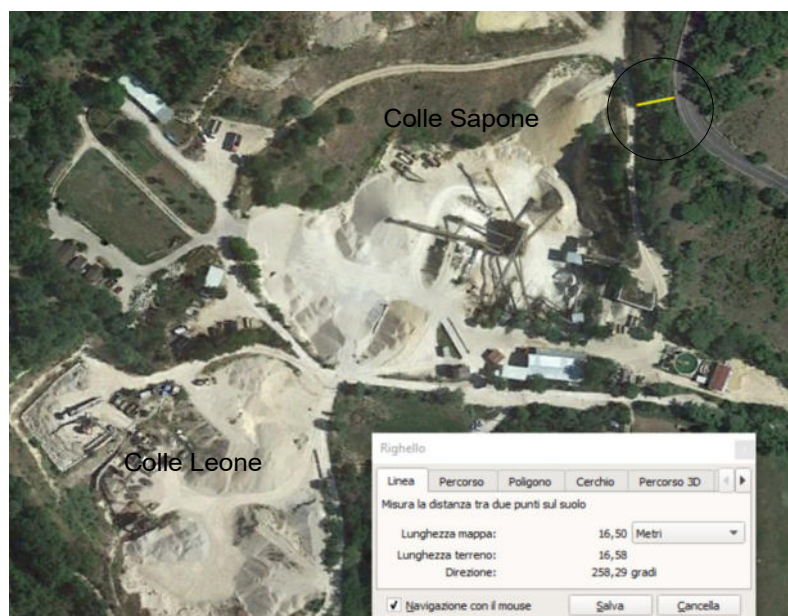 Colle Sapone
Colle Leone
Righello
Linea Percorso Poligono Cerchio Percorso 3D
Misura la distanza tra due punti sul suolo
Lunghezza mappa: 16,50 Metri
Lunghezza terreno: 16,58
Direzione: 258,29 gradi
Navigazione con il mouse Salva Cancella